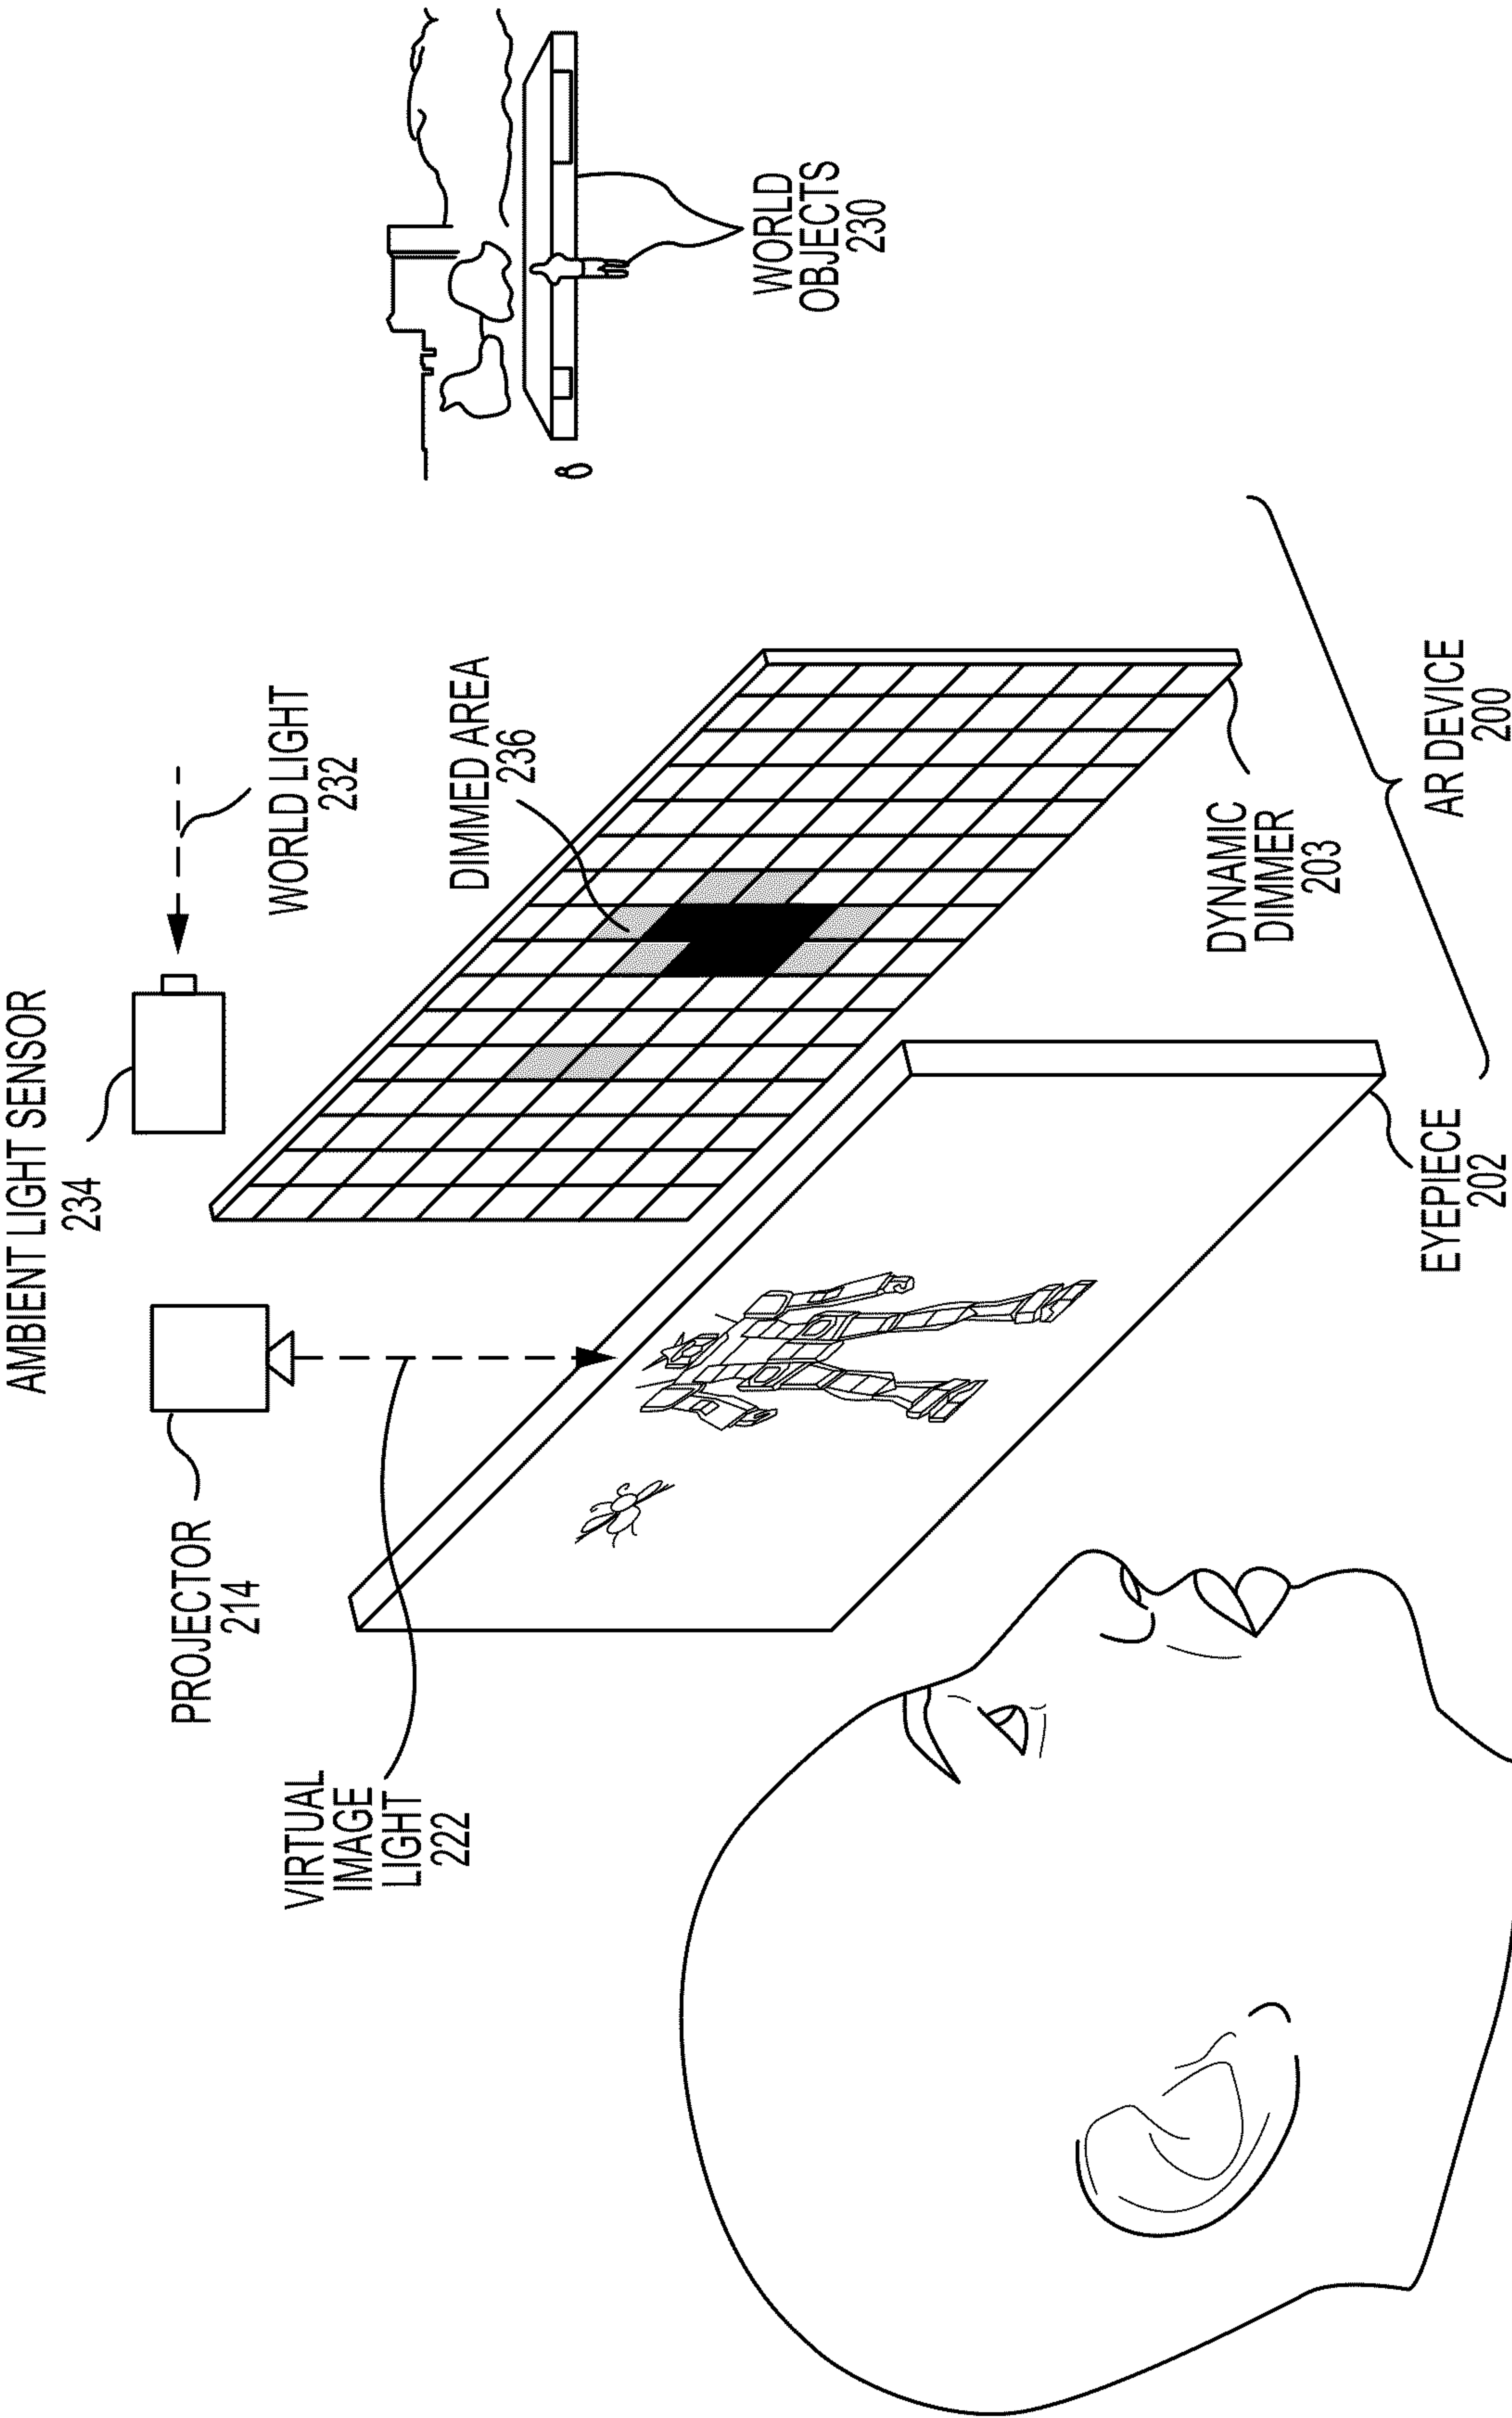 AMBIENT LIGHT SENSOR
234
WORLD LIGHT
232
PROJECTOR
214
VIRTUAL
IMAGE
LIGHT
222
DIMMED AREA
236
WORLD
OBJECTS
230
DYNAMIC
DIMMER
203
EYEPIECE
202
AR DEVICE
200